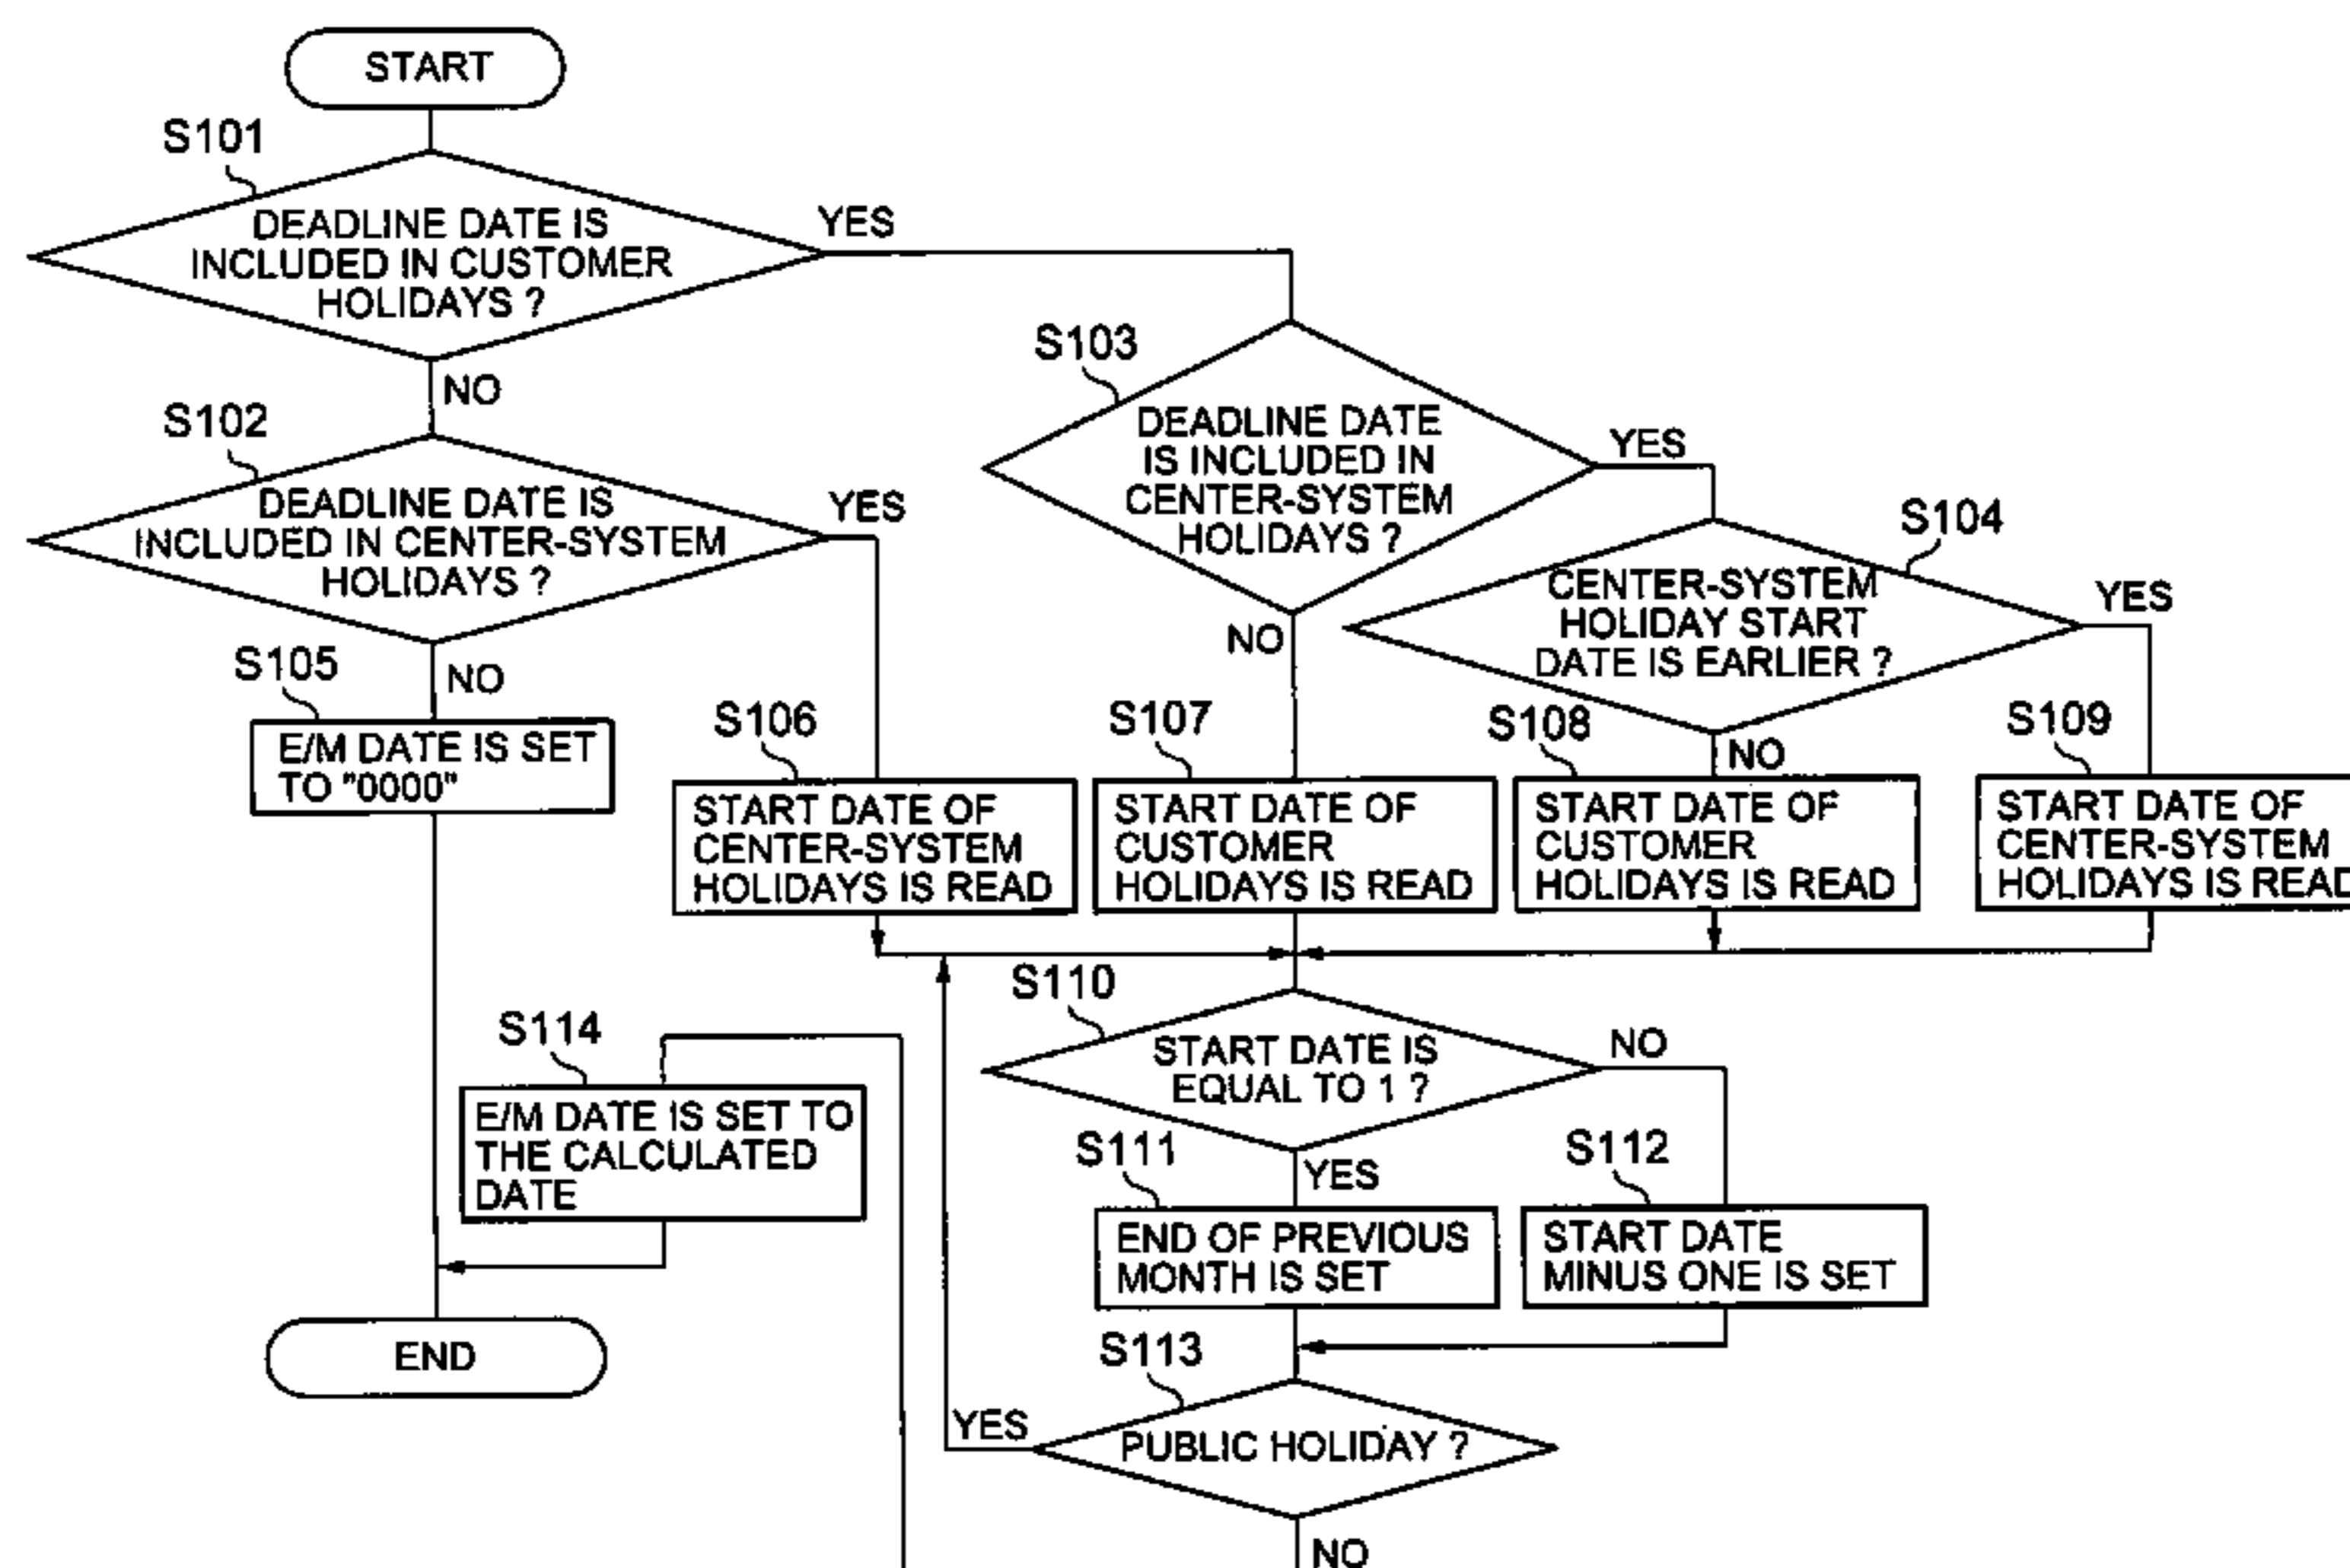 START
S101
DEADLINE DATE IS
INCLUDED IN CUSTOMER
HOLIDAYS ?
YES
NO
S102
DEADLINE DATE IS
INCLUDED IN CENTER-SYSTEM
HOLIDAYS ?
YES
NO
S103
DEADLINE DATE
IS INCLUDED IN
CENTER-SYSTEM
HOLIDAYS ?
YES
NO
S104
CENTER-SYSTEM
HOLIDAY START
DATE IS EARLIER ?
YES
NO
S105
E/M DATE IS SET
TO "0000"
S106
START DATE OF
CENTER-SYSTEM
HOLIDAYS IS READ
S107
START DATE OF
CUSTOMER
HOLIDAYS IS READ
S108
START DATE OF
CUSTOMER
HOLIDAYS IS READ
S109
START DATE OF
CENTER-SYSTEM
HOLIDAYS IS READ
S110
START DATE IS
EQUAL TO 1 ?
NO
YES
S111
END OF PREVIOUS
MONTH IS SET
S112
START DATE
MINUS ONE IS SET
S113
PUBLIC HOLIDAY ?
YES
NO
S114
E/M DATE IS SET TO
THE CALCULATED
DATE
END